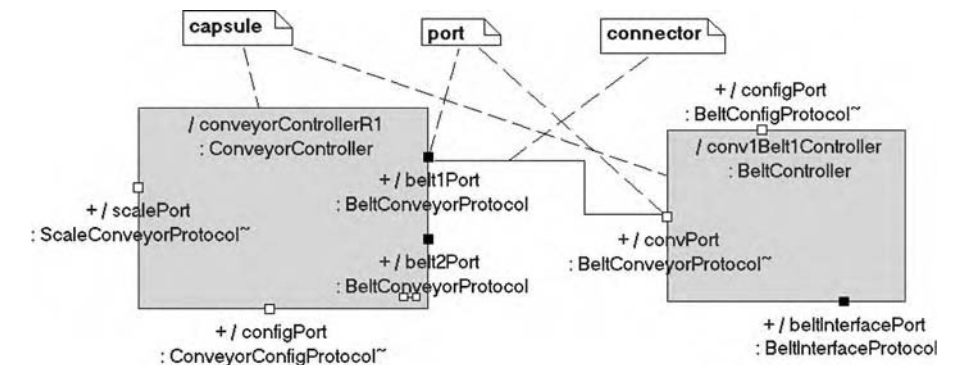 capsule
port
connector
+ / configPort
: BeltConfigProtocol~
/ conveyorControllerR1
: ConveyorController
/ conv1Belt1Controller
: BeltController
+ / belt1Port
: BeltConveyorProtocol
+ / scalePort
: ScaleConveyorProtocol~
+ / convPort
: BeltConveyorProtocol~
+ / belt2Port
: BeltConveyorProtocol
+ / configPort
: ConveyorConfigProtocol~
+ / beltInterfacePort
: BeltInterfaceProtocol